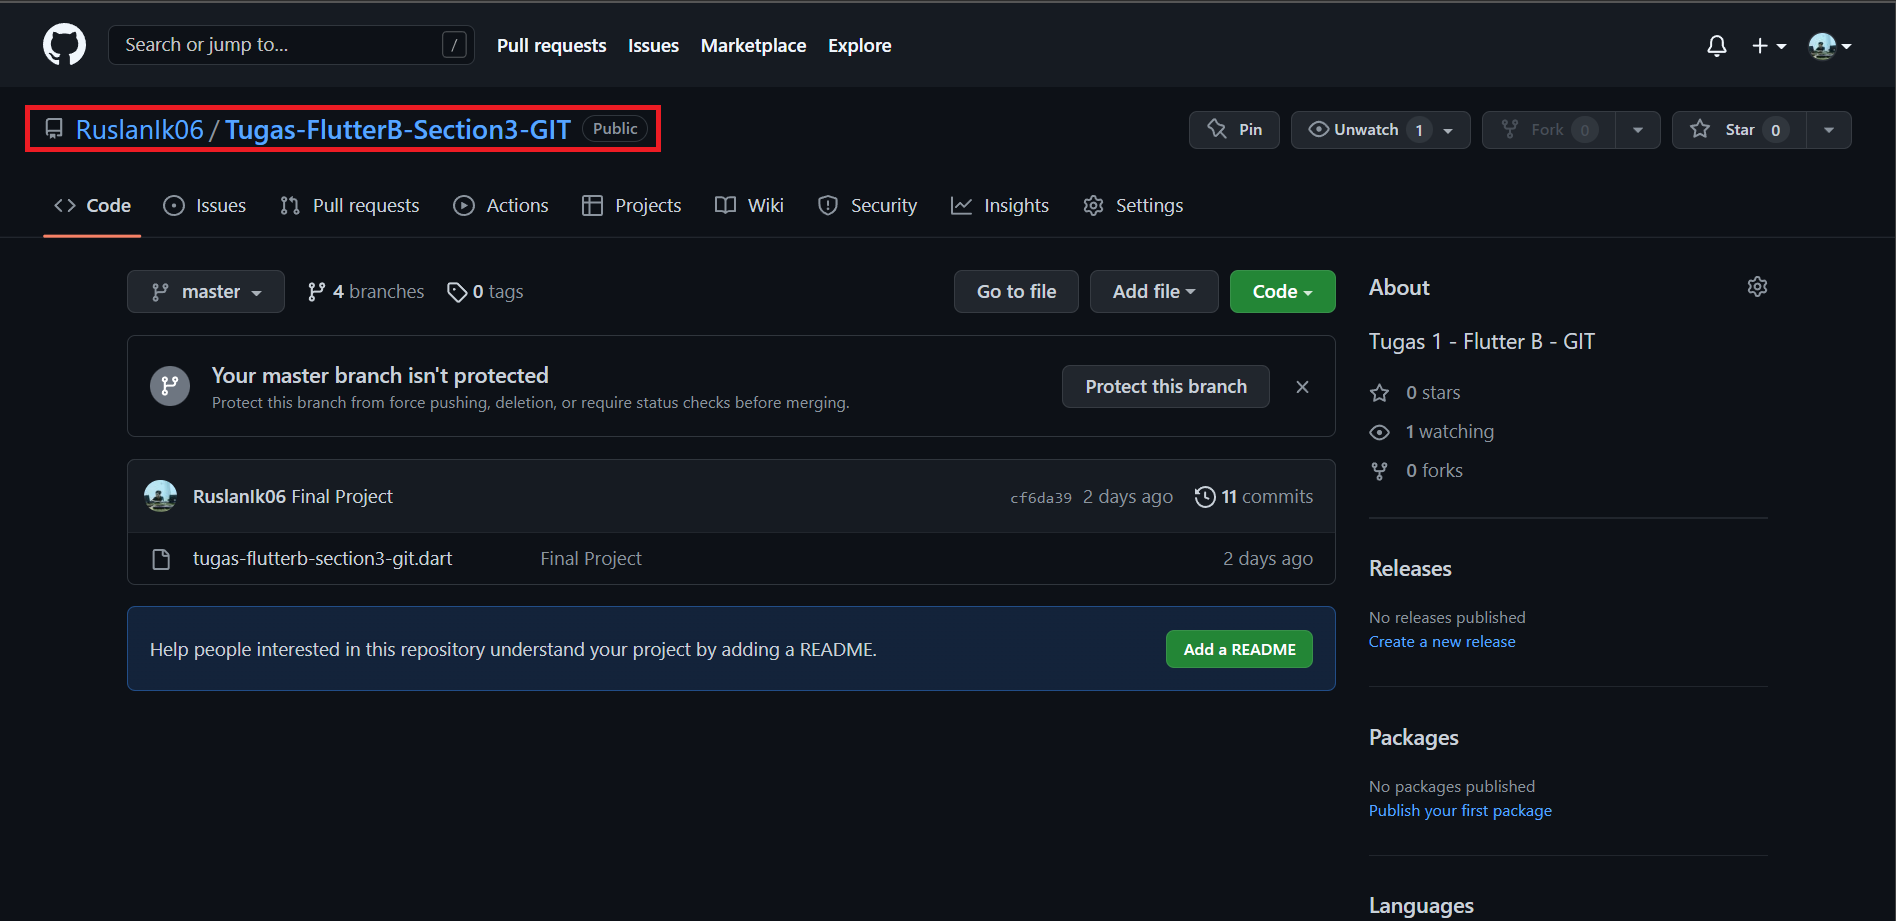 Search or jump to... / Pull requests Issues Marketplace Explore
RuslanIk06 / Tugas-FlutterB-Section3-GIT Public Pin Unwatch 1 Fork 0 Star 0
Code Issues Pull requests Actions Projects Wiki Security Insights Settings
master 4 branches 0 tags Go to file Add file Code
Your master branch isn't protected
Protect this branch from force pushing, deletion, or require status checks before merging.
Protect this branch
RuslanIk06 Final Project cf6da39 2 days ago 11 commits
tugas-flutterb-section3-git.dart Final Project 2 days ago
Help people interested in this repository understand your project by adding a README. Add a README
About
Tugas 1 - Flutter B - GIT
0 stars
1 watching
0 forks
Releases
No releases published
Create a new release
Packages
No packages published
Publish your first package
Languages